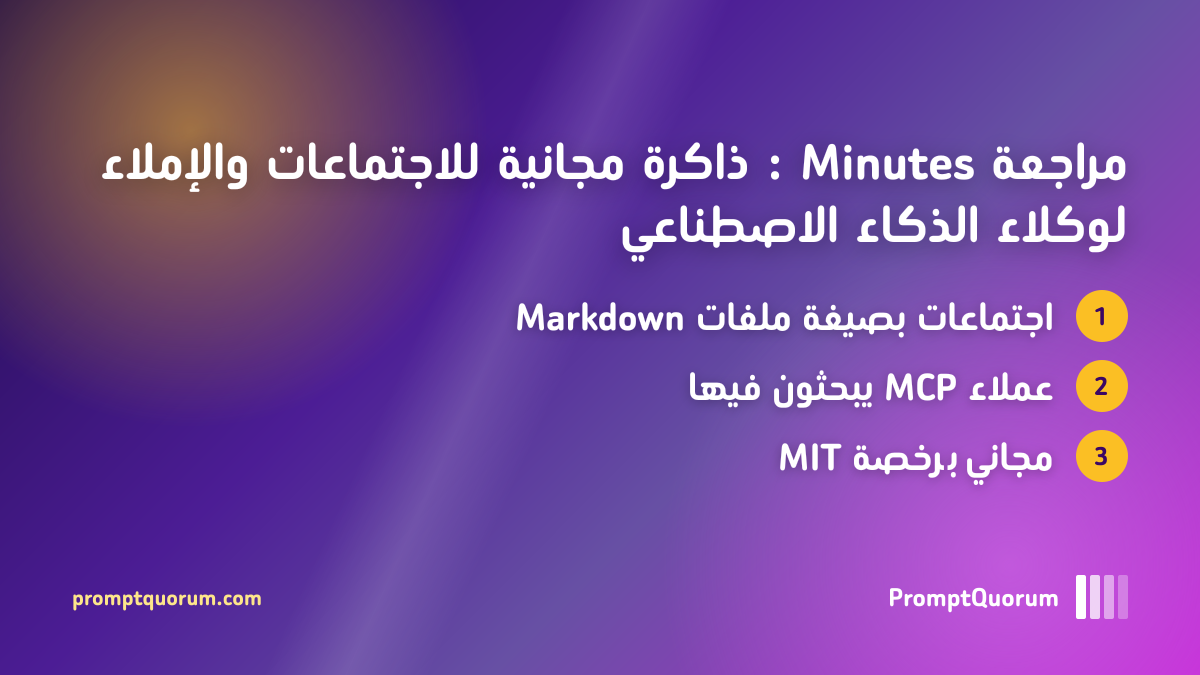 مراجعة Minutes : ذاكرة مجانية للاجتماعات والإملاء
لوكلاء الذكاء الاصطناعي
1 اجتماعات بصيغة ملفات Markdown
2 عملاء MCP يبحثون فيها
3 مجاني برخصة MIT
PromptQuorum
promptquorum.com